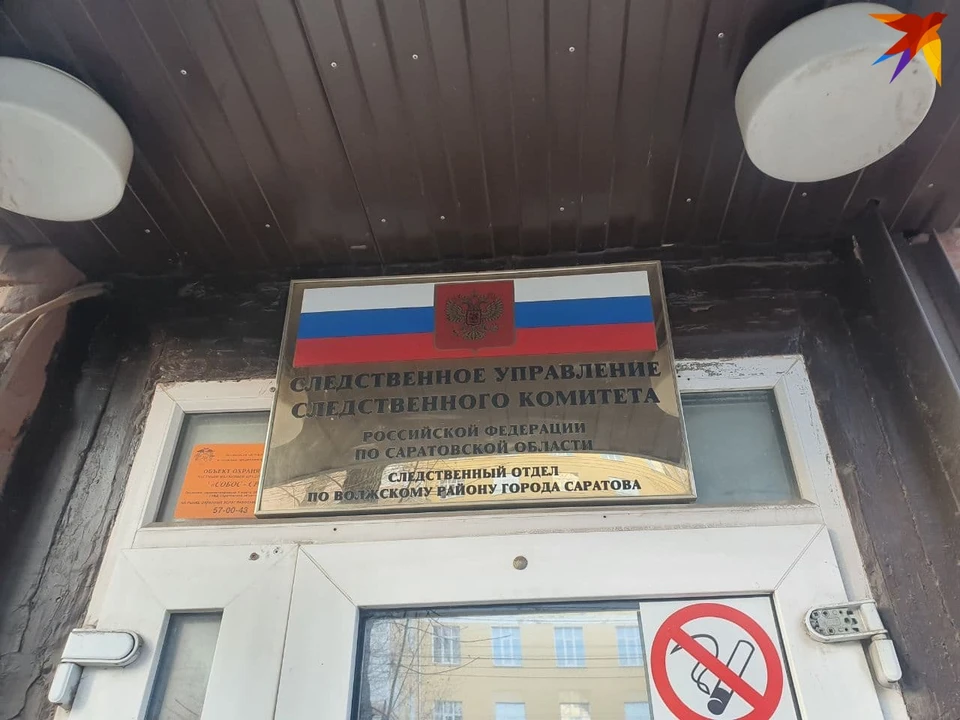 СЛЕДСТВЕННОЕ УПРАВЛЕНИЕ
СЛЕДСТВЕННОГО КОМИТЕТА
РОССИЙСКОЙ ФЕДЕРАЦИИ
ПО САРАТОВСКОЙ ОБЛАСТИ
СЛЕДСТВЕННЫЙ ОТДЕЛ
ПО ВОЛЖСКОМУ РАЙОНУ ГОРОДА САРАТОВА
ОБЪЕКТ ОХРАН
57-00-43